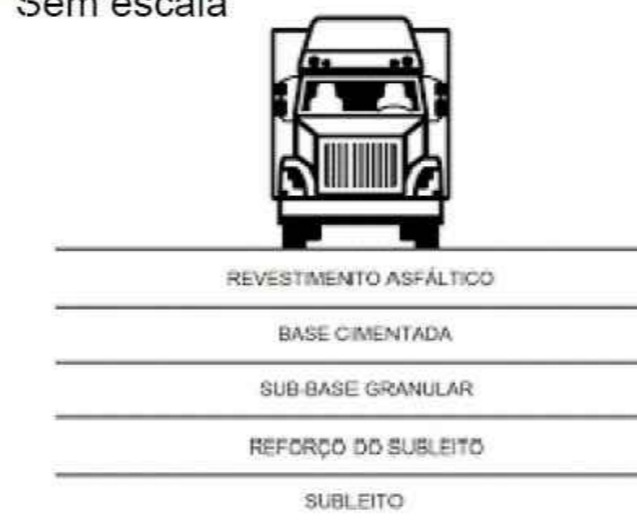 Sem escala
REVESTIMENTO ASFÁLTICO
BASE CIMENTADA
SUB-BASE GRANULAR
REFORÇO DO SUBLEITO
SUBLEITO